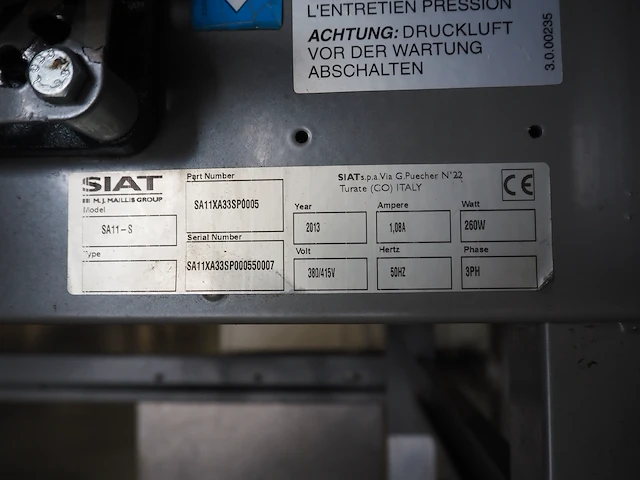 L'ENTRETIEN PRESSION
ACHTUNG: DRUCKLUFT
VOR DER WARTUNG
ABSCHALTEN
3.0.00235
SIAT
M.J. MAILLIS GROUP
Model
SA11-S
Type
Part Number
SA11XA33SP0005
Serial Number
SA11XA33SP000550007
SIAT s.p.a. Via G.Puecher N°22
Turate (CO) ITALY
CE
Year Ampere Watt
2013 1,08A 260W
Volt Hertz Phase
380/415V 50HZ 3PH